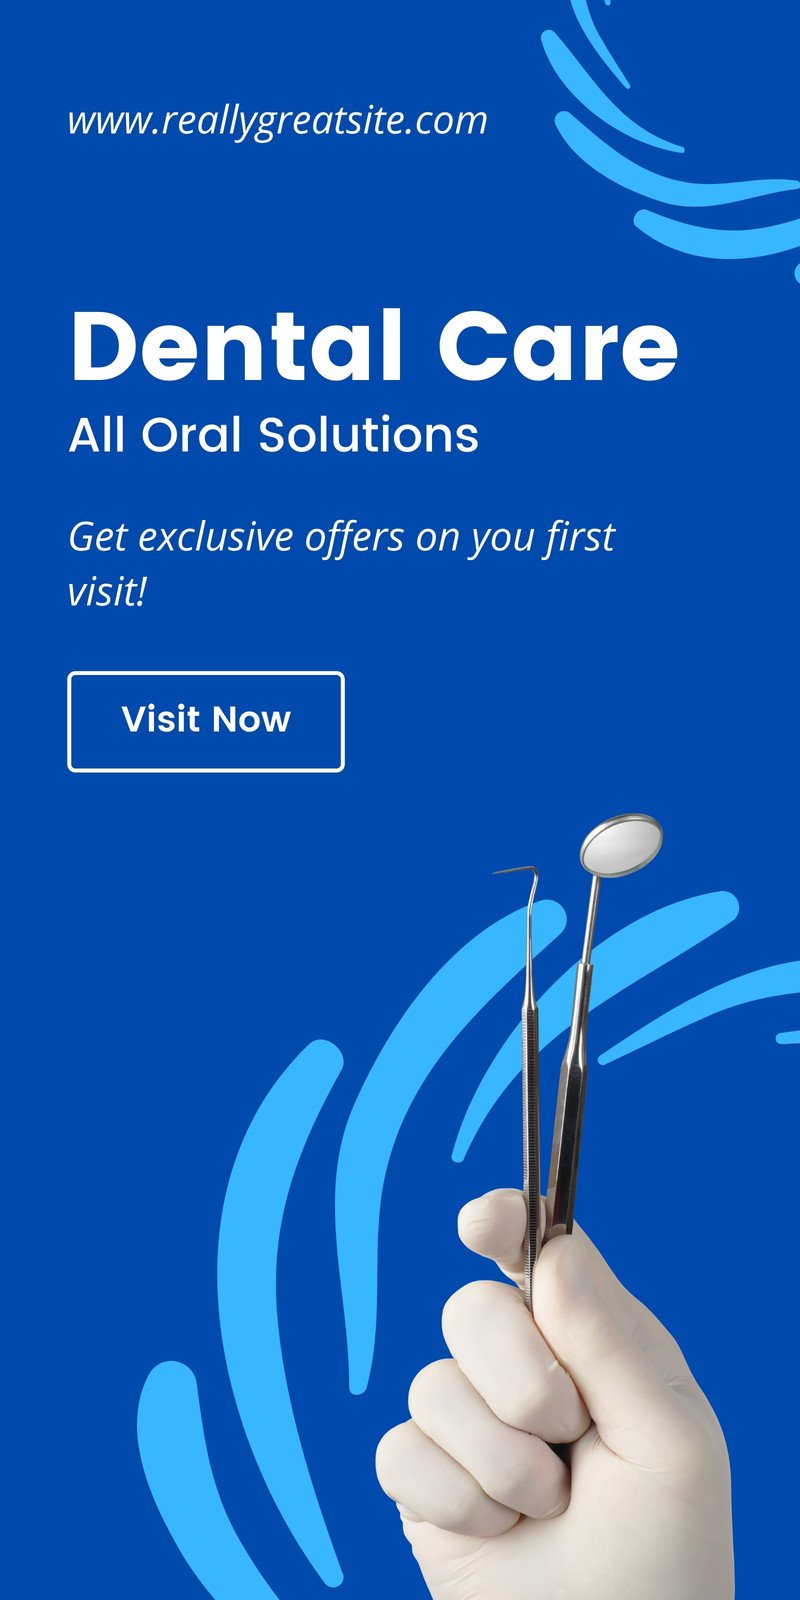 www.reallygreatsite.com
Dental Care
All Oral Solutions
Get exclusive offers on you first
visit!
Visit Now